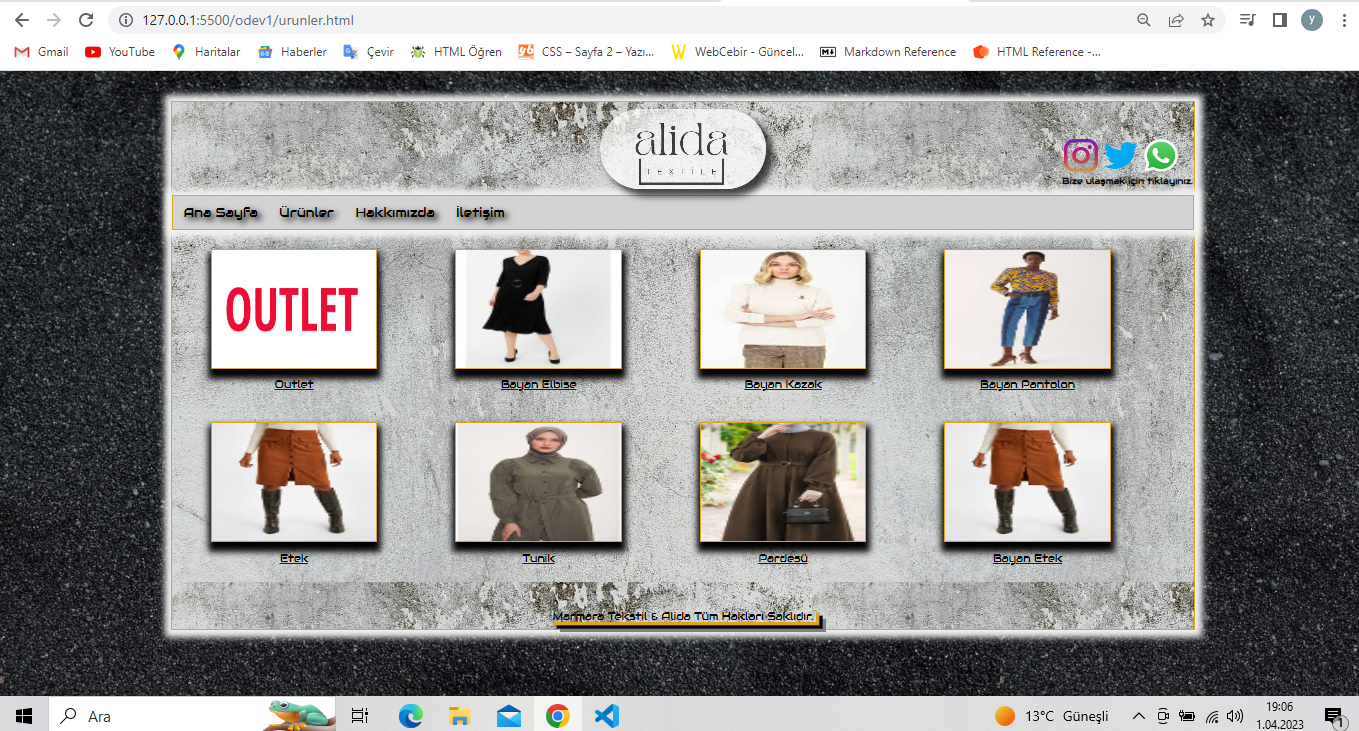 127.0.0.1:5500/odev1/urunler.html
y
Gmail
YouTube
Haritalar
Haberler
Çevir
HTML Öğren
CSS – Sayfa 2 – Yazı...
WebCebir - Güncel...
Markdown Reference
HTML Reference -...
alida
TEXTILE
Bize ulaşmak için tıklayınız.
Ana Sayfa
Ürünler
Hakkımızda
İletişim
OUTLET
Outlet
Bayan Elbise
Bayan Kazak
Bayan Pantolon
Etek
Tunik
Pardesü
Bayan Etek
Marmara Tekstil & Alida Tüm Hakları Saklıdır.
Ara
13°C Güneşli
19:06
1.04.2023
1